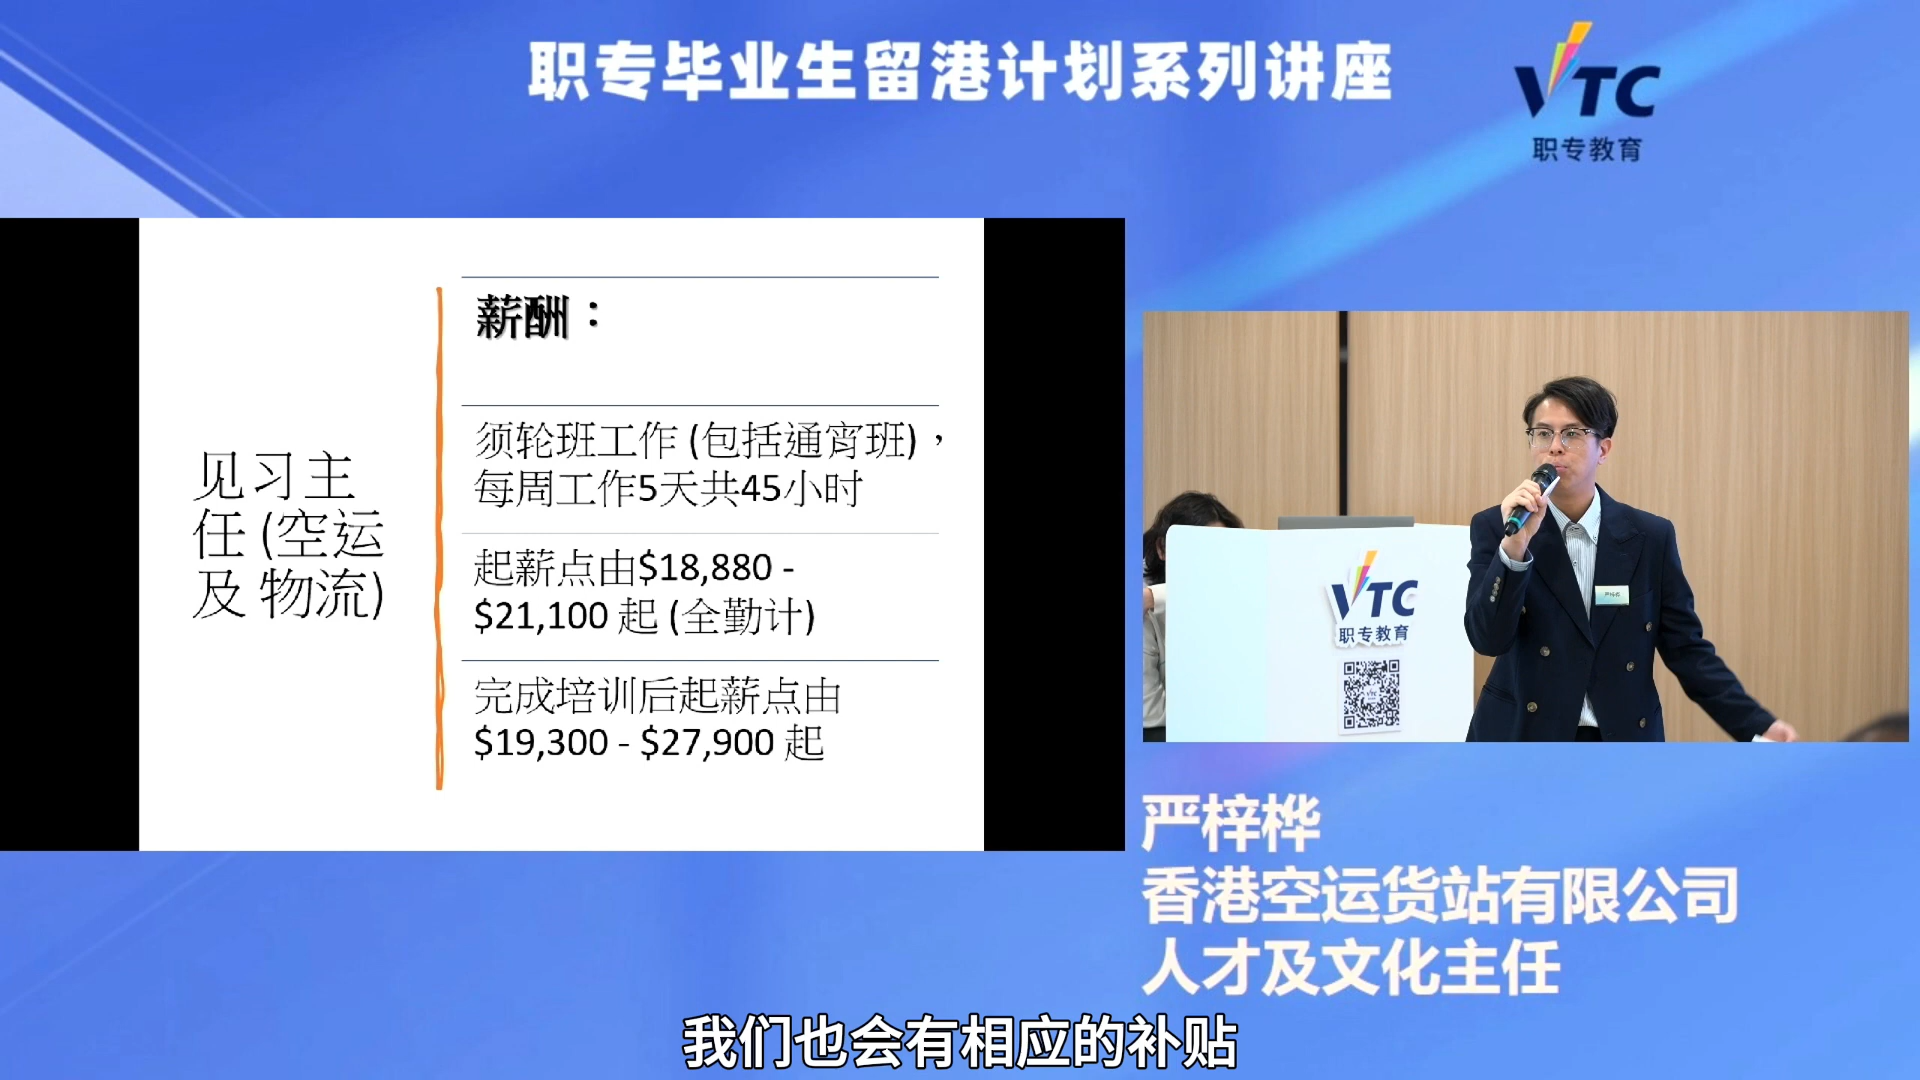 职专毕业生留港计划系列讲座
VTC
职专教育
见习主
任 (空运
及 物流)
薪酬：
须轮班工作 (包括通宵班)，
每周工作5天共45小时
起薪点由$18,880 -
$21,100 起 (全勤计)
完成培训后起薪点由
$19,300 - $27,900 起
VTC
职专教育
严梓桦
香港空运货站有限公司
人才及文化主任
我们也会有相应的补贴